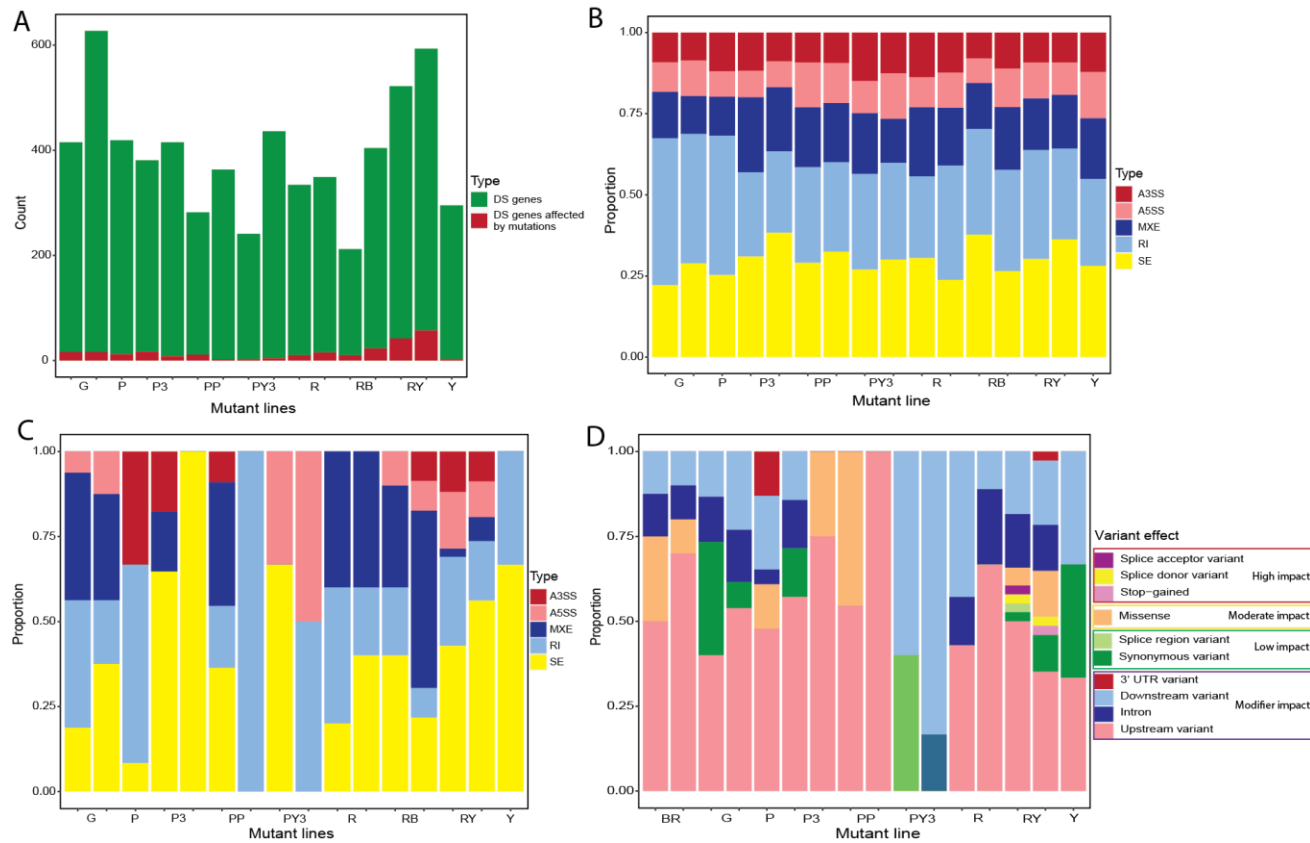 A
600
400
200
0
Count
G P P3 PP PY3 R RB RY Y
Mutant lines
Type
DS genes
DS genes affected
by mutations
B
1.00
0.75
0.50
0.25
0.00
Proportion
G P P3 PP PY3 R RB RY Y
Mutant line
Type
A3SS
A5SS
MXE
RI
SE
C
1.00
0.75
0.50
0.25
0.00
Proportion
G P P3 PP PY3 R RB RY Y
Mutant lines
Type
A3SS
A5SS
MXE
RI
SE
D
1.00
0.75
0.50
0.25
0.00
Proportion
BR G P P3 PP PY3 R RY Y
Mutant line
Variant effect
Splice acceptor variant
Splice donor variant High impact
Stop-gained
Missense Moderate impact
Splice region variant
Low impact
Synonymous variant
3' UTR variant
Downstream variant
Modifier impact
Intron
Upstream variant